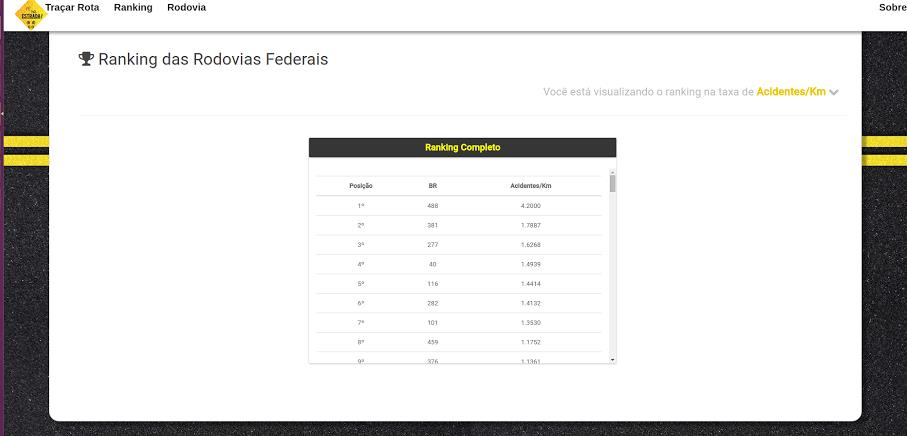 ESTRADA!
Traçar Rota Ranking Rodovia Sobre
Ranking das Rodovias Federais
Você está visualizando o ranking na taxa de Acidentes/Km
Ranking Completo
Posição BR Acidentes/Km
1º 488 4.2000
2º 381 1.7887
3º 277 1.6268
4º 40 1.4939
5º 116 1.4414
6º 282 1.4132
7º 101 1.3530
8º 459 1.1752
9º 376 1.1361